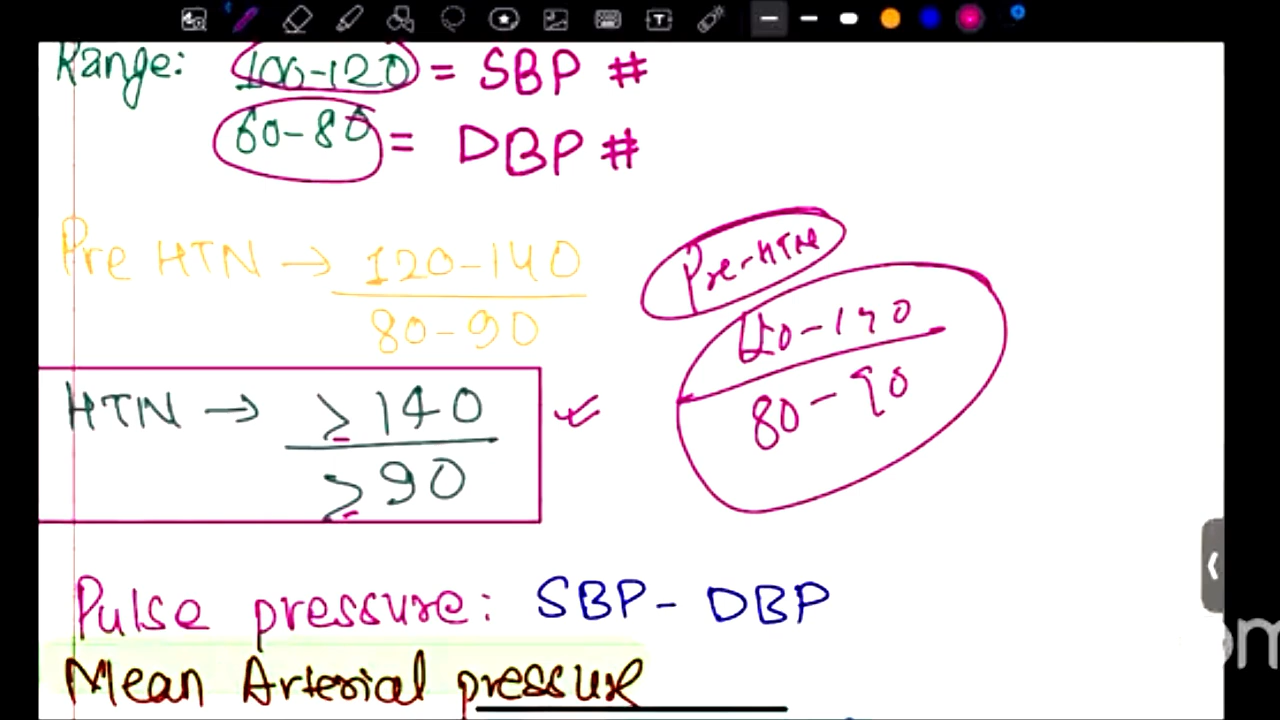 Range: 100-120 = SBP #
60-80 = DBP #
Pre HTN → 120-140
80-90
Pre-HTN
120-140
80-90
HTN → ≥140
≥90
Pulse pressure: SBP- DBP
Mean Arterial pressure
om